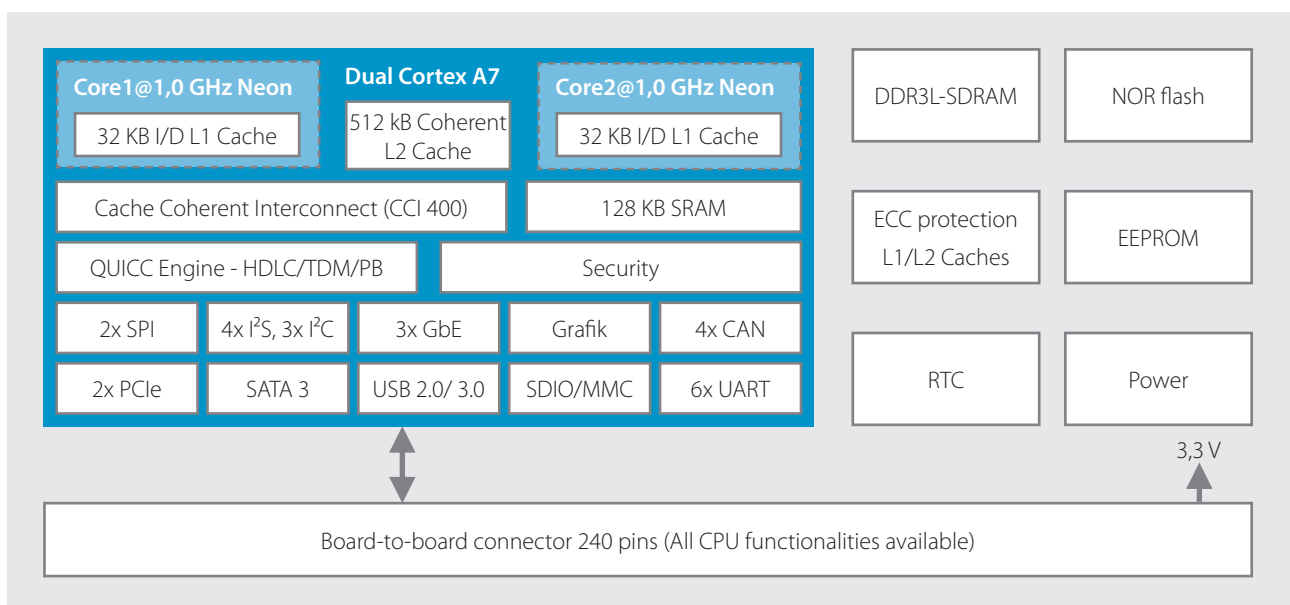 Core1@1,0 GHz Neon
32 KB I/D L1 Cache
Dual Cortex A7
512 kB Coherent
L2 Cache
Core2@1,0 GHz Neon
32 KB I/D L1 Cache
Cache Coherent Interconnect (CCI 400)
128 KB SRAM
QUICC Engine - HDLC/TDM/PB
Security
2x SPI
4x I²S, 3x I²C
3x GbE
Grafik
4x CAN
2x PCIe
SATA 3
USB 2.0/ 3.0
SDIO/MMC
6x UART
DDR3L-SDRAM
NOR flash
ECC protection
L1/L2 Caches
EEPROM
RTC
Power
3,3 V
Board-to-board connector 240 pins (All CPU functionalities available)